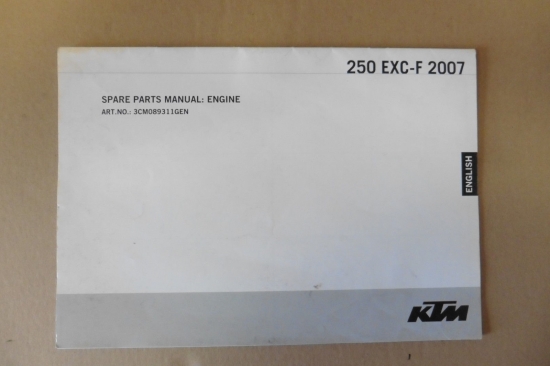 250 EXC-F 2007
SPARE PARTS MANUAL: ENGINE
ART.NO.: 3CM089311GEN
ENGLISH
KTM